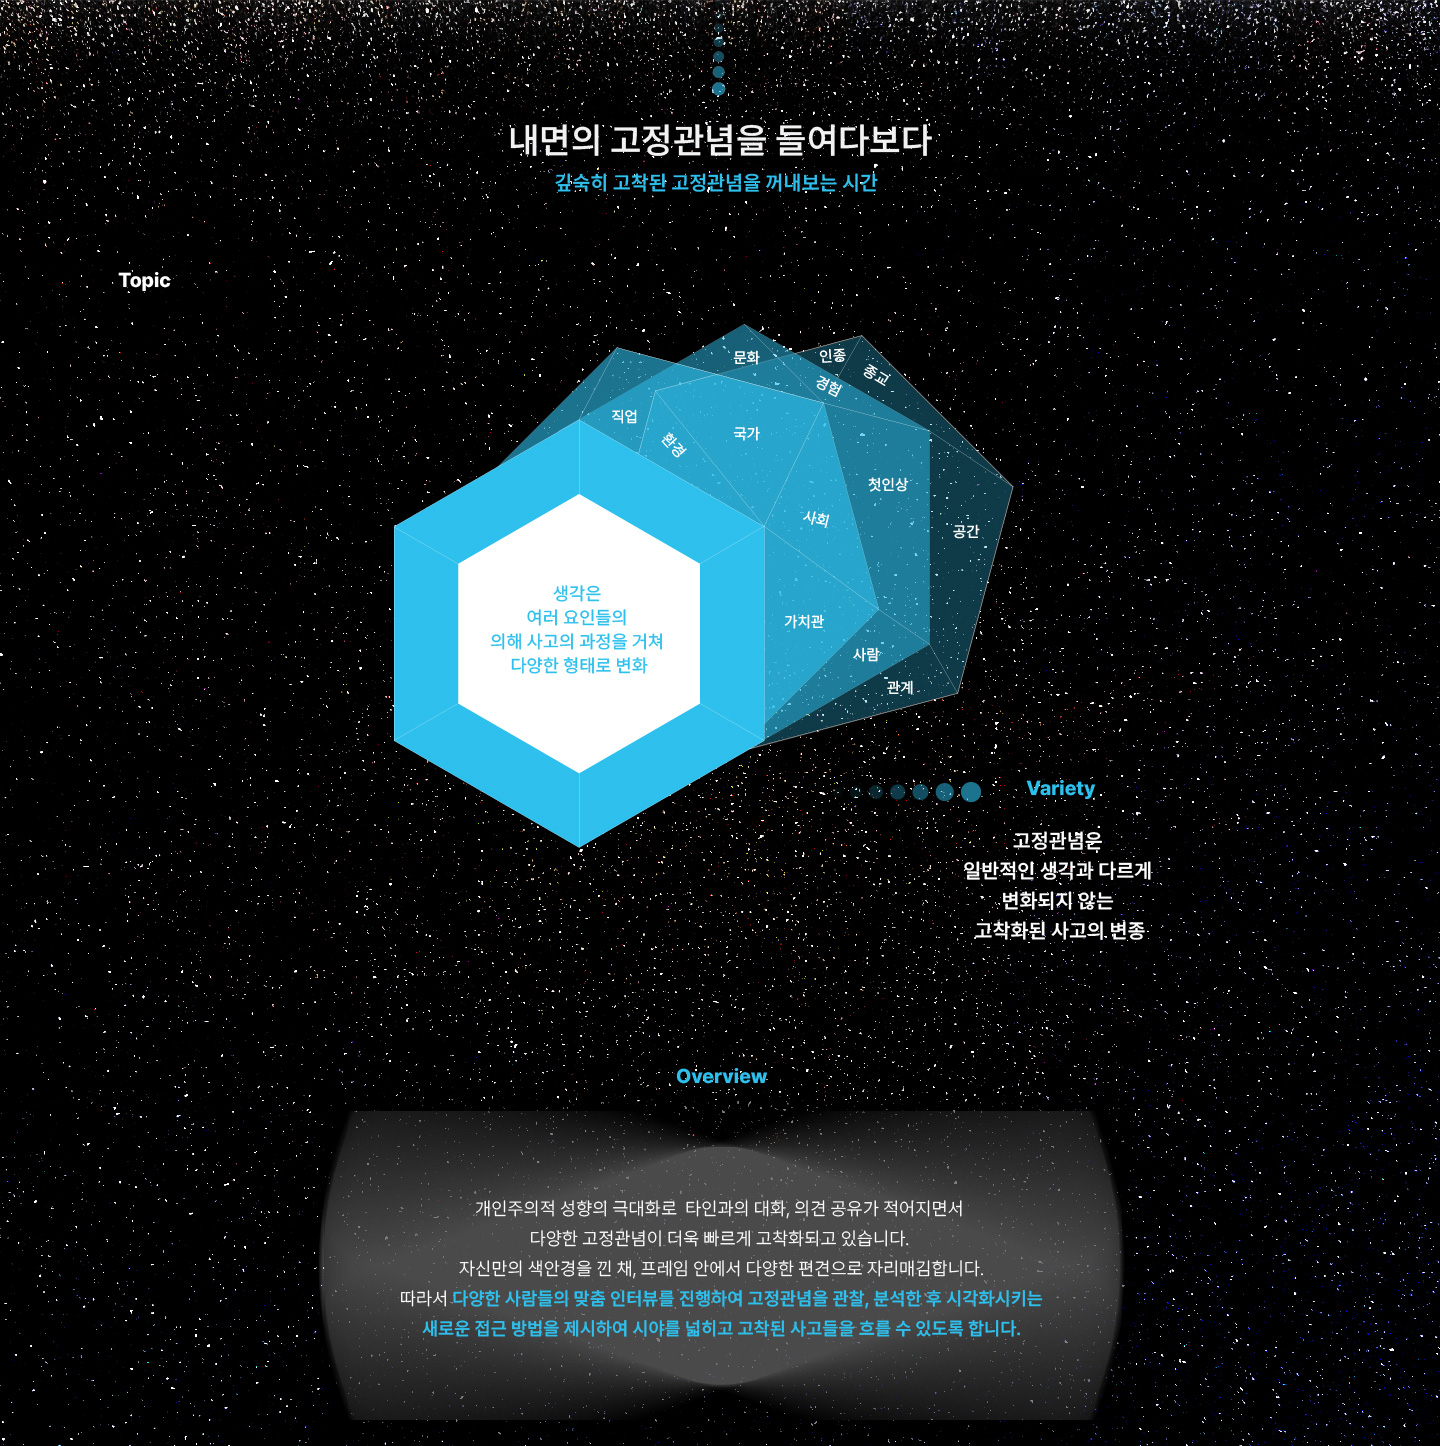 내면의 고정관념을 들여다보다
깊숙히 고착된 고정관념을 꺼내보는 시간
Topic
문화
인종
종교
경험
직업
환경
국가
첫인상
사회
공간
가치관
사람
관계
생각은
여러 요인들의
의해 사고의 과정을 거쳐
다양한 형태로 변화
Variety
고정관념은
일반적인 생각과 다르게
변화되지 않는
고착화된 사고의 변종
Overview
개인주의적 성향의 극대화로 타인과의 대화, 의견 공유가 적어지면서
다양한 고정관념이 더욱 빠르게 고착화되고 있습니다.
자신만의 색안경을 낀 채, 프레임 안에서 다양한 편견으로 자리매김합니다.
따라서 다양한 사람들의 맞춤 인터뷰를 진행하여 고정관념을 관찰, 분석한 후 시각화시키는
새로운 접근 방법을 제시하여 시야를 넓히고 고착된 사고들을 흐를 수 있도록 합니다.